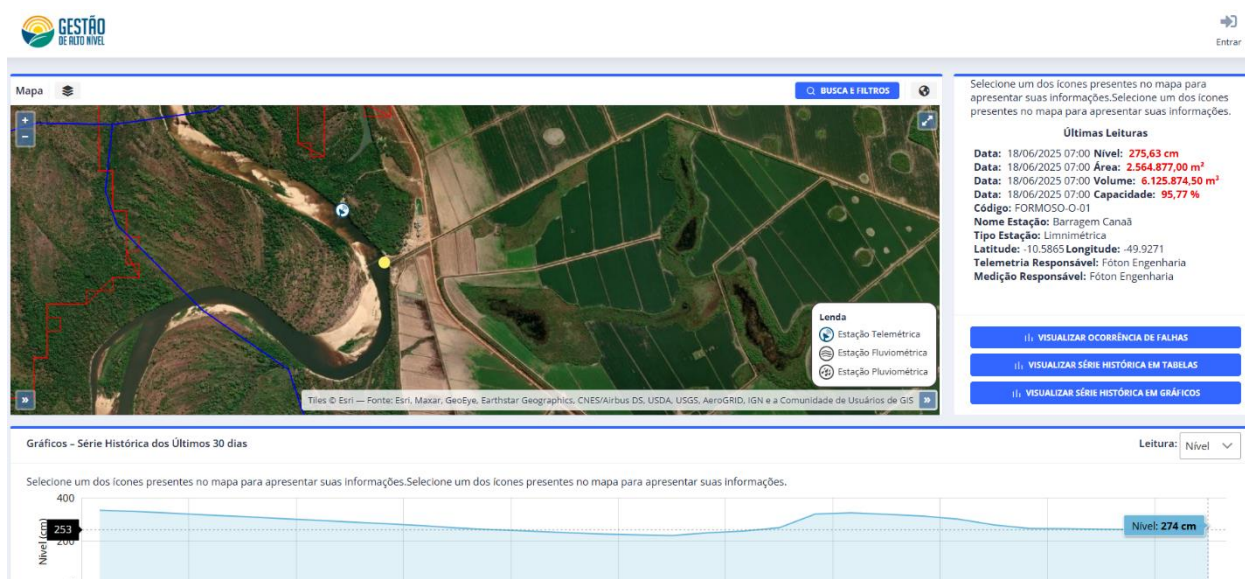 GESTÃO
DE ALTO NÍVEL
Entrar
Mapa
BUSCA E FILTROS
+
−
Lenda
Estação Telemétrica
Estação Fluviométrica
Estação Pluviométrica
»
Tiles © Esri — Fonte: Esri, Maxar, GeoEye, Earthstar Geographics, CNES/Airbus DS, USDA, USGS, AeroGRID, IGN e a Comunidade de Usuários de GIS
»
Selecione um dos ícones presentes no mapa para
apresentar suas informações.Selecione um dos ícones
presentes no mapa para apresentar suas informações.
Últimas Leituras
Data: 18/06/2025 07:00 Nível: 275,63 cm
Data: 18/06/2025 07:00 Área: 2.564.877,00 m²
Data: 18/06/2025 07:00 Volume: 6.125.874,50 m³
Data: 18/06/2025 07:00 Capacidade: 95,77 %
Código: FORMOSO-O-01
Nome Estação: Barragem Canaã
Tipo Estação: Limnimétrica
Latitude: -10.5865 Longitude: -49.9271
Telemetria Responsável: Fóton Engenharia
Medição Responsável: Fóton Engenharia
VISUALIZAR OCORRÊNCIA DE FALHAS
VISUALIZAR SÉRIE HISTÓRICA EM TABELAS
VISUALIZAR SÉRIE HISTÓRICA EM GRÁFICOS
Gráficos – Série Histórica dos Últimos 30 dias
Leitura: Nível
Selecione um dos ícones presentes no mapa para apresentar suas informações.Selecione um dos ícones presentes no mapa para apresentar suas informações.
400
253
200
Nível (cm)
Nível: 274 cm